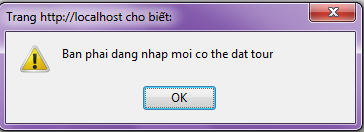 Trang http://localhost cho biết:
Ban phai dang nhap moi co the dat tour
OK